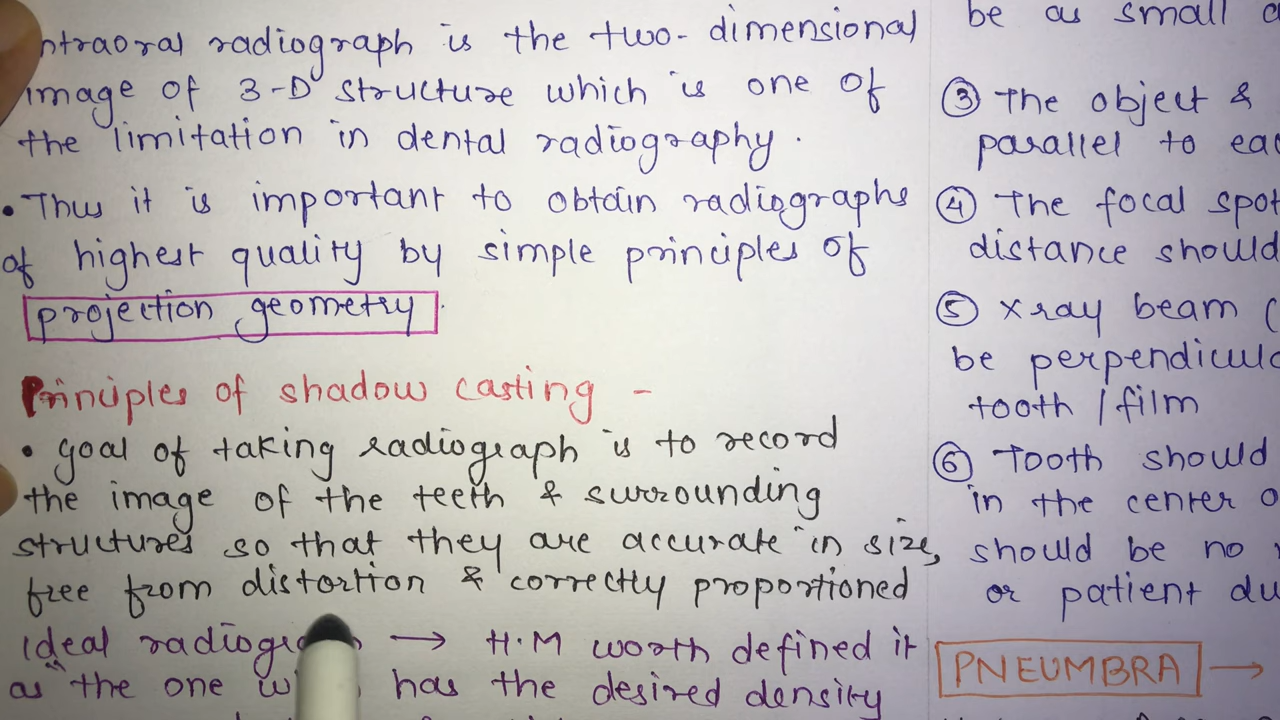 ntraoral radiograph is the two-dimensional
image of 3-D structure which is one of
the limitation in dental radiography.
• Thus it is important to obtain radiographs
of highest quality by simple principles of
projection geometry.
Principles of shadow casting -
• goal of taking radiograph is to record
the image of the teeth & surrounding
structures so that they are accurate in size,
free from distortion & correctly proportioned
ideal → H.M worth defined it
as "the one has the desired density
be as small
③ The object &
parallel to
④ The focal spot
distance should
⑤ xray beam (
be
tooth / film
⑥ Tooth should
in the center
should be no
or patient
PNEUMBRA →